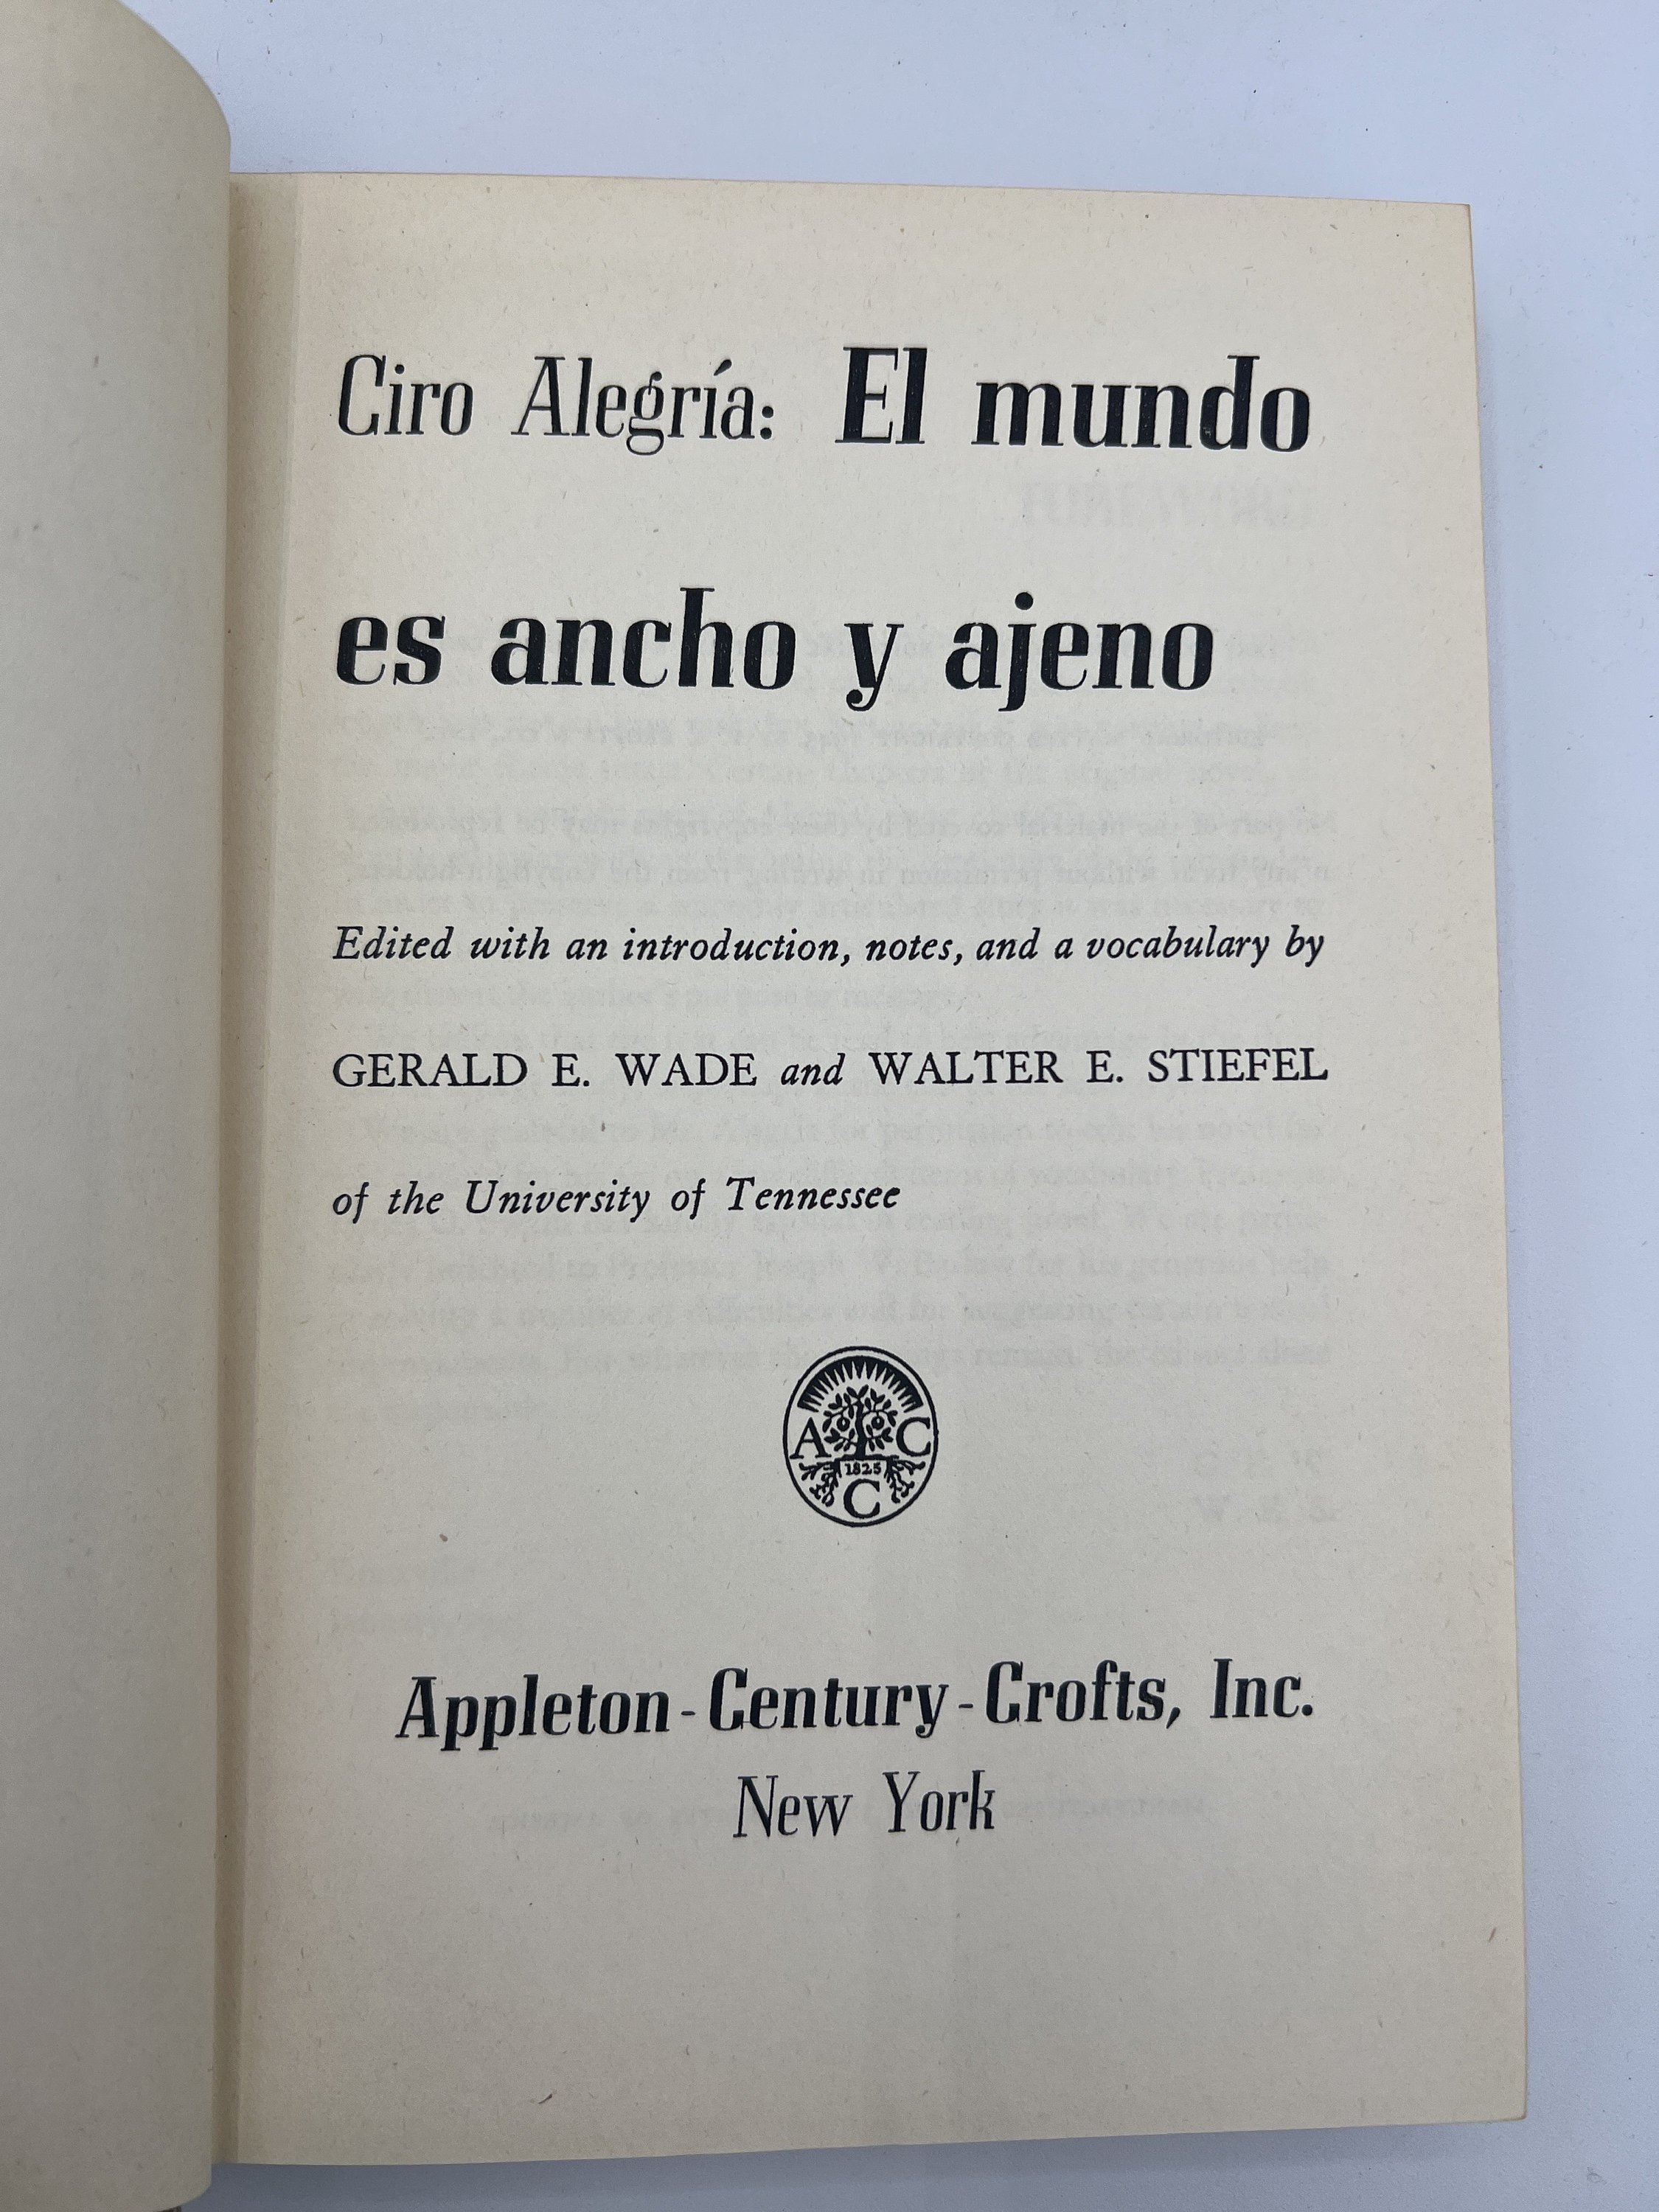 Ciro Alegría: El mundo
es ancho y ajeno
Edited with an introduction, notes, and a vocabulary by
GERALD E. WADE and WALTER E. STIEFEL
of the University of Tennessee
A C
1825
C
Appleton-Century-Crofts, Inc.
New York